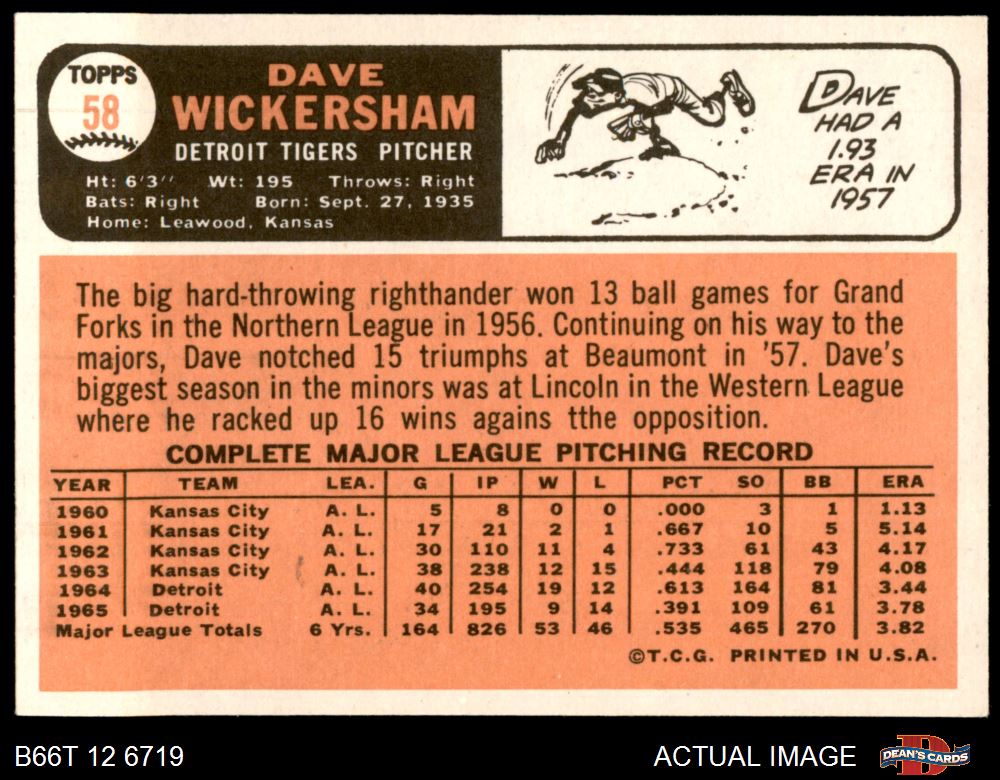 TOPPS
58
DAVE
WICKERSHAM
DETROIT TIGERS PITCHER
Ht: 6'3'' Wt: 195 Throws: Right
Bats: Right Born: Sept. 27, 1935
Home: Leawood, Kansas
DAVE
HAD A
1.93
ERA IN
1957
The big hard-throwing righthander won 13 ball games for Grand
Forks in the Northern League in 1956. Continuing on his way to the
majors, Dave notched 15 triumphs at Beaumont in '57. Dave's
biggest season in the minors was at Lincoln in the Western League
where he racked up 16 wins agains tthe opposition.
COMPLETE MAJOR LEAGUE PITCHING RECORD
YEAR TEAM LEA. G IP W L PCT SO BB ERA
1960 Kansas City A. L. 5 8 0 0 .000 3 1 1.13
1961 Kansas City A. L. 17 21 2 1 .667 10 5 5.14
1962 Kansas City A. L. 30 110 11 4 .733 61 43 4.17
1963 Kansas City A. L. 38 238 12 15 .444 118 79 4.08
1964 Detroit A. L. 40 254 19 12 .613 164 81 3.44
1965 Detroit A. L. 34 195 9 14 .391 109 61 3.78
Major League Totals 6 Yrs. 164 826 53 46 .535 465 270 3.82
©T.C.G. PRINTED IN U.S.A.
B66T 12 6719
ACTUAL IMAGE
DEAN'S CARDS